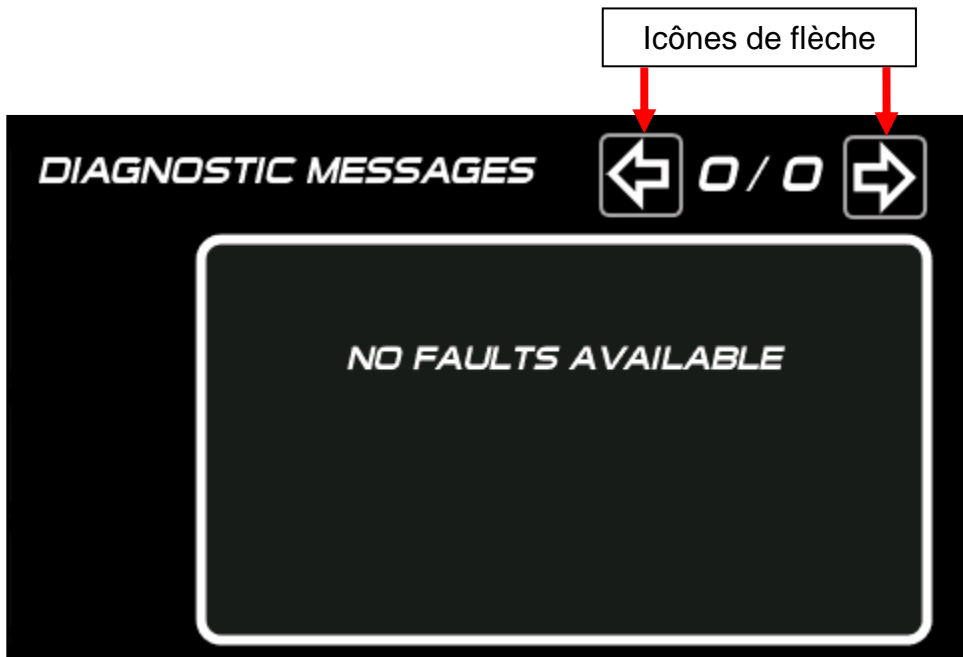 Icônes de flèche
DIAGNOSTIC MESSAGES 0 / 0
NO FAULTS AVAILABLE